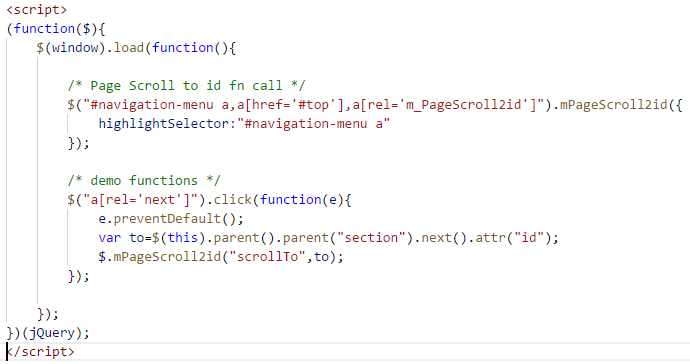 <script>
(function($){
    $(window).load(function(){

        /* Page Scroll to id fn call */
        $("#navigation-menu a,a[href='#top'],a[rel='m_PageScroll2id']").mPageScroll2id({
            highlightSelector:"#navigation-menu a"
        });

        /* demo functions */
        $("a[rel='next']").click(function(e){
            e.preventDefault();
            var to=$(this).parent().parent("section").next().attr("id");
            $.mPageScroll2id("scrollTo",to);
        });

    });
})(jQuery);
</script>